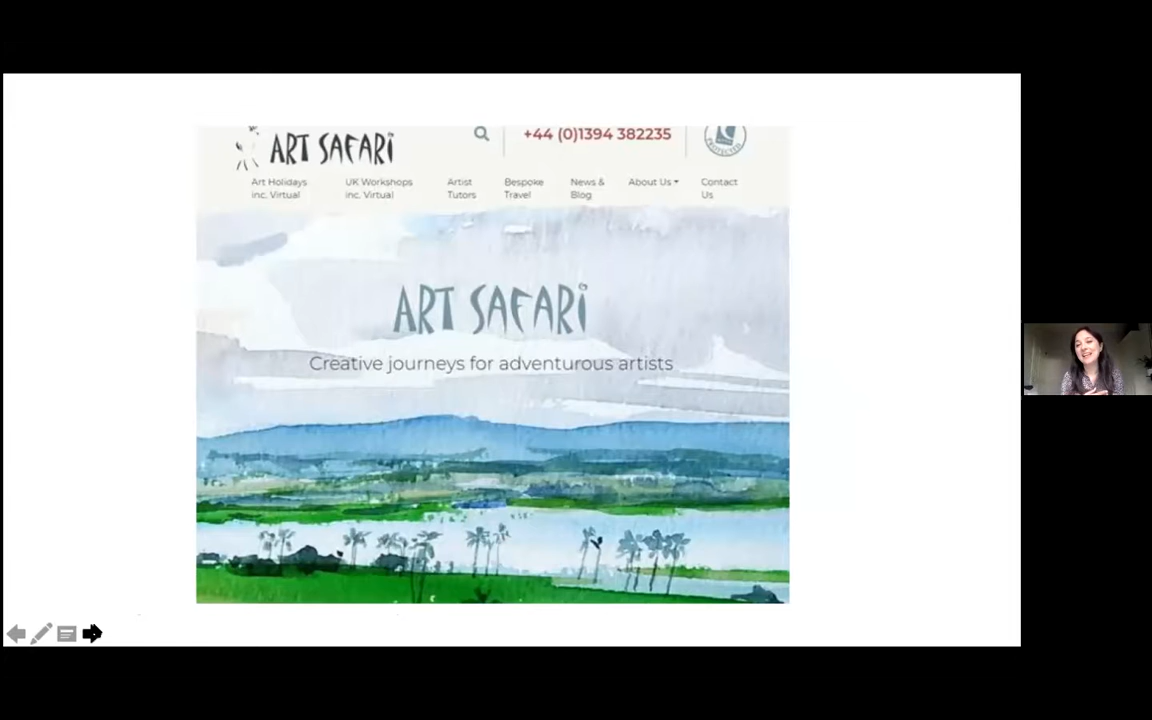 ART SAFARi
+44 (0)1394 382235
PROTECTED
Art Holidays
inc. Virtual
UK Workshops
inc. Virtual
Artist
Tutors
Bespoke
Travel
News &
Blog
About Us
Contact
Us
ART SAFARi
Creative journeys for adventurous artists